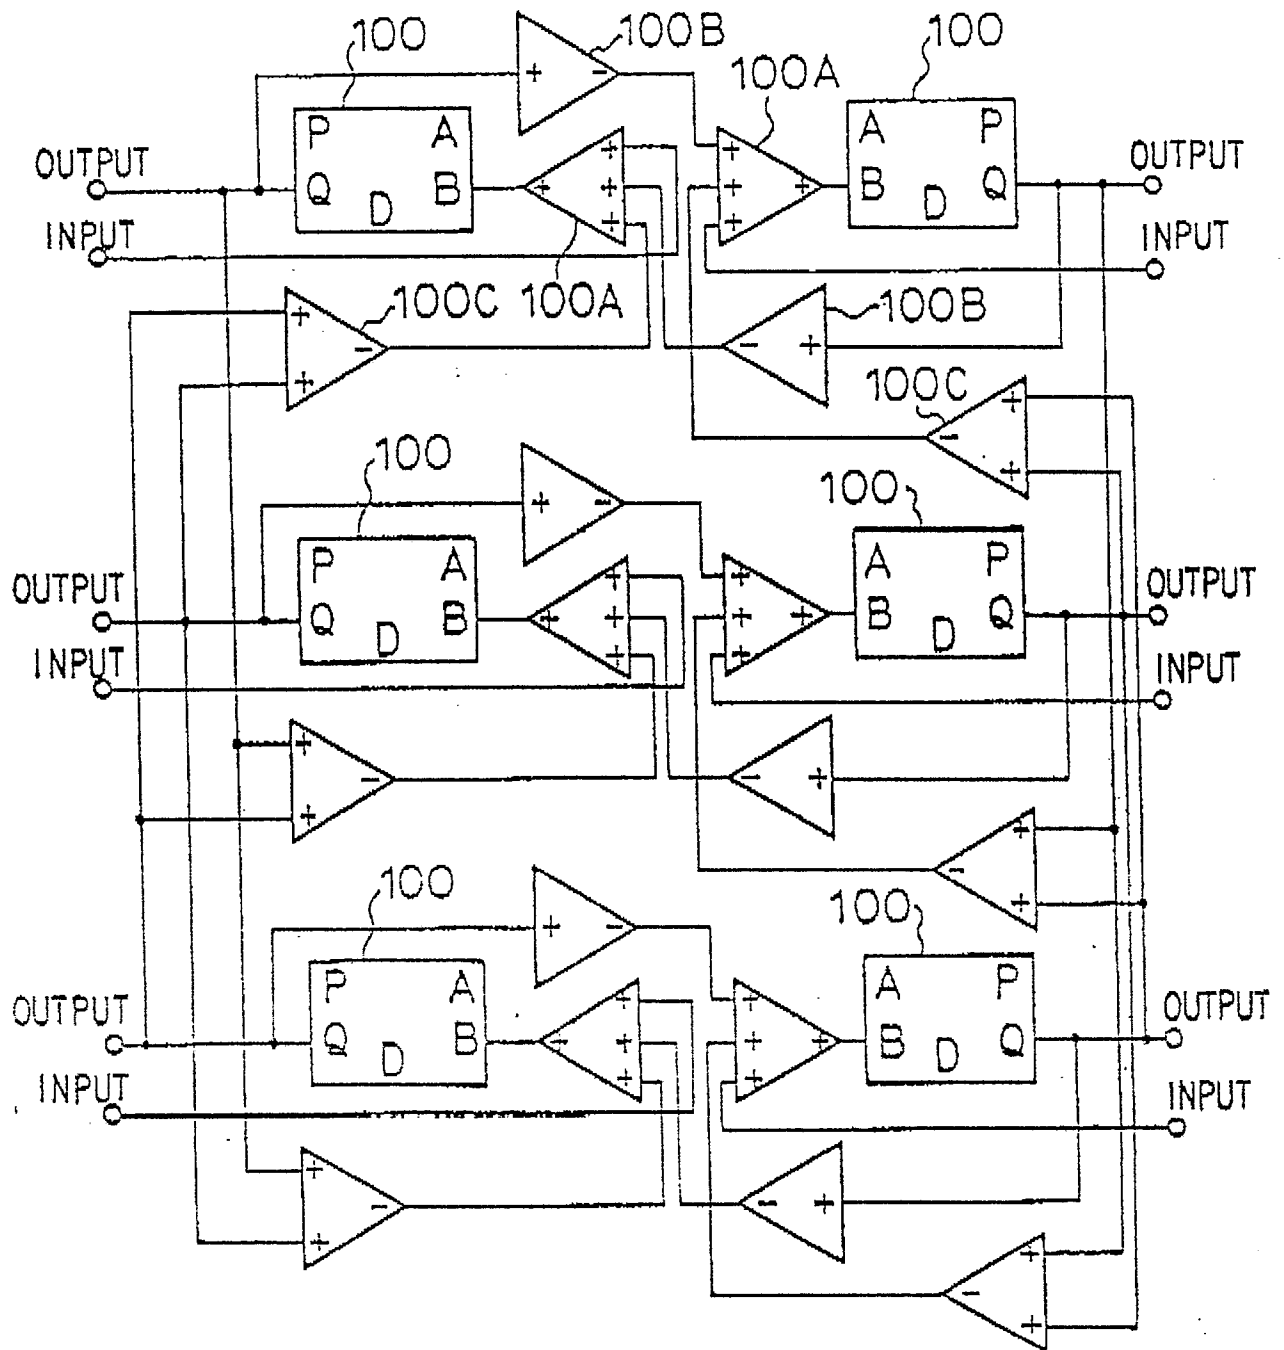 100 100B 100A 100
P A + - A P
OUTPUT Q D B + + + + + + + + B D Q OUTPUT
INPUT INPUT
100C 100A 100B
+ + - - +
100C
+ + -
100 100
+ -
P A A P
OUTPUT Q D B + + + + + + + + B D Q OUTPUT
INPUT INPUT
+ + - - +
- + +
100 100
+ -
P A A P
OUTPUT Q D B + + + + + + + + B D Q OUTPUT
INPUT INPUT
+ + - - +
- + +